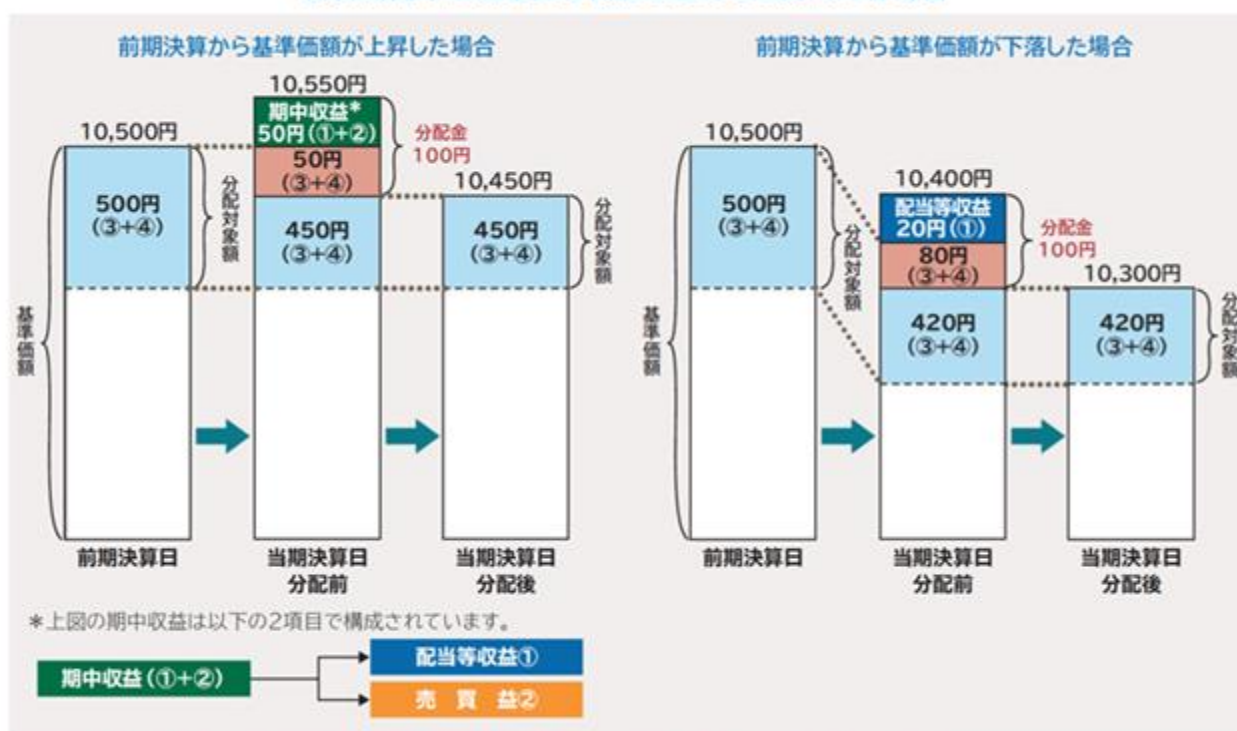 前期決算から基準価額が上昇した場合
10,550円
期中収益*
50円(①+②)
分配金
100円
10,500円
50円
(③+④)
10,450円
500円
(③+④)
分配対象額
450円
(③+④)
450円
(③+④)
分配対象額
基準価額
前期決算日
当期決算日
分配前
当期決算日
分配後
前期決算から基準価額が下落した場合
10,500円
10,400円
配当等収益
20円(①)
分配金
100円
500円
(③+④)
分配対象額
80円
(③+④)
10,300円
420円
(③+④)
420円
(③+④)
分配対象額
基準価額
前期決算日
当期決算日
分配前
当期決算日
分配後
*上図の期中収益は以下の2項目で構成されています。
期中収益(①+②)
配当等収益①
売 買 益②